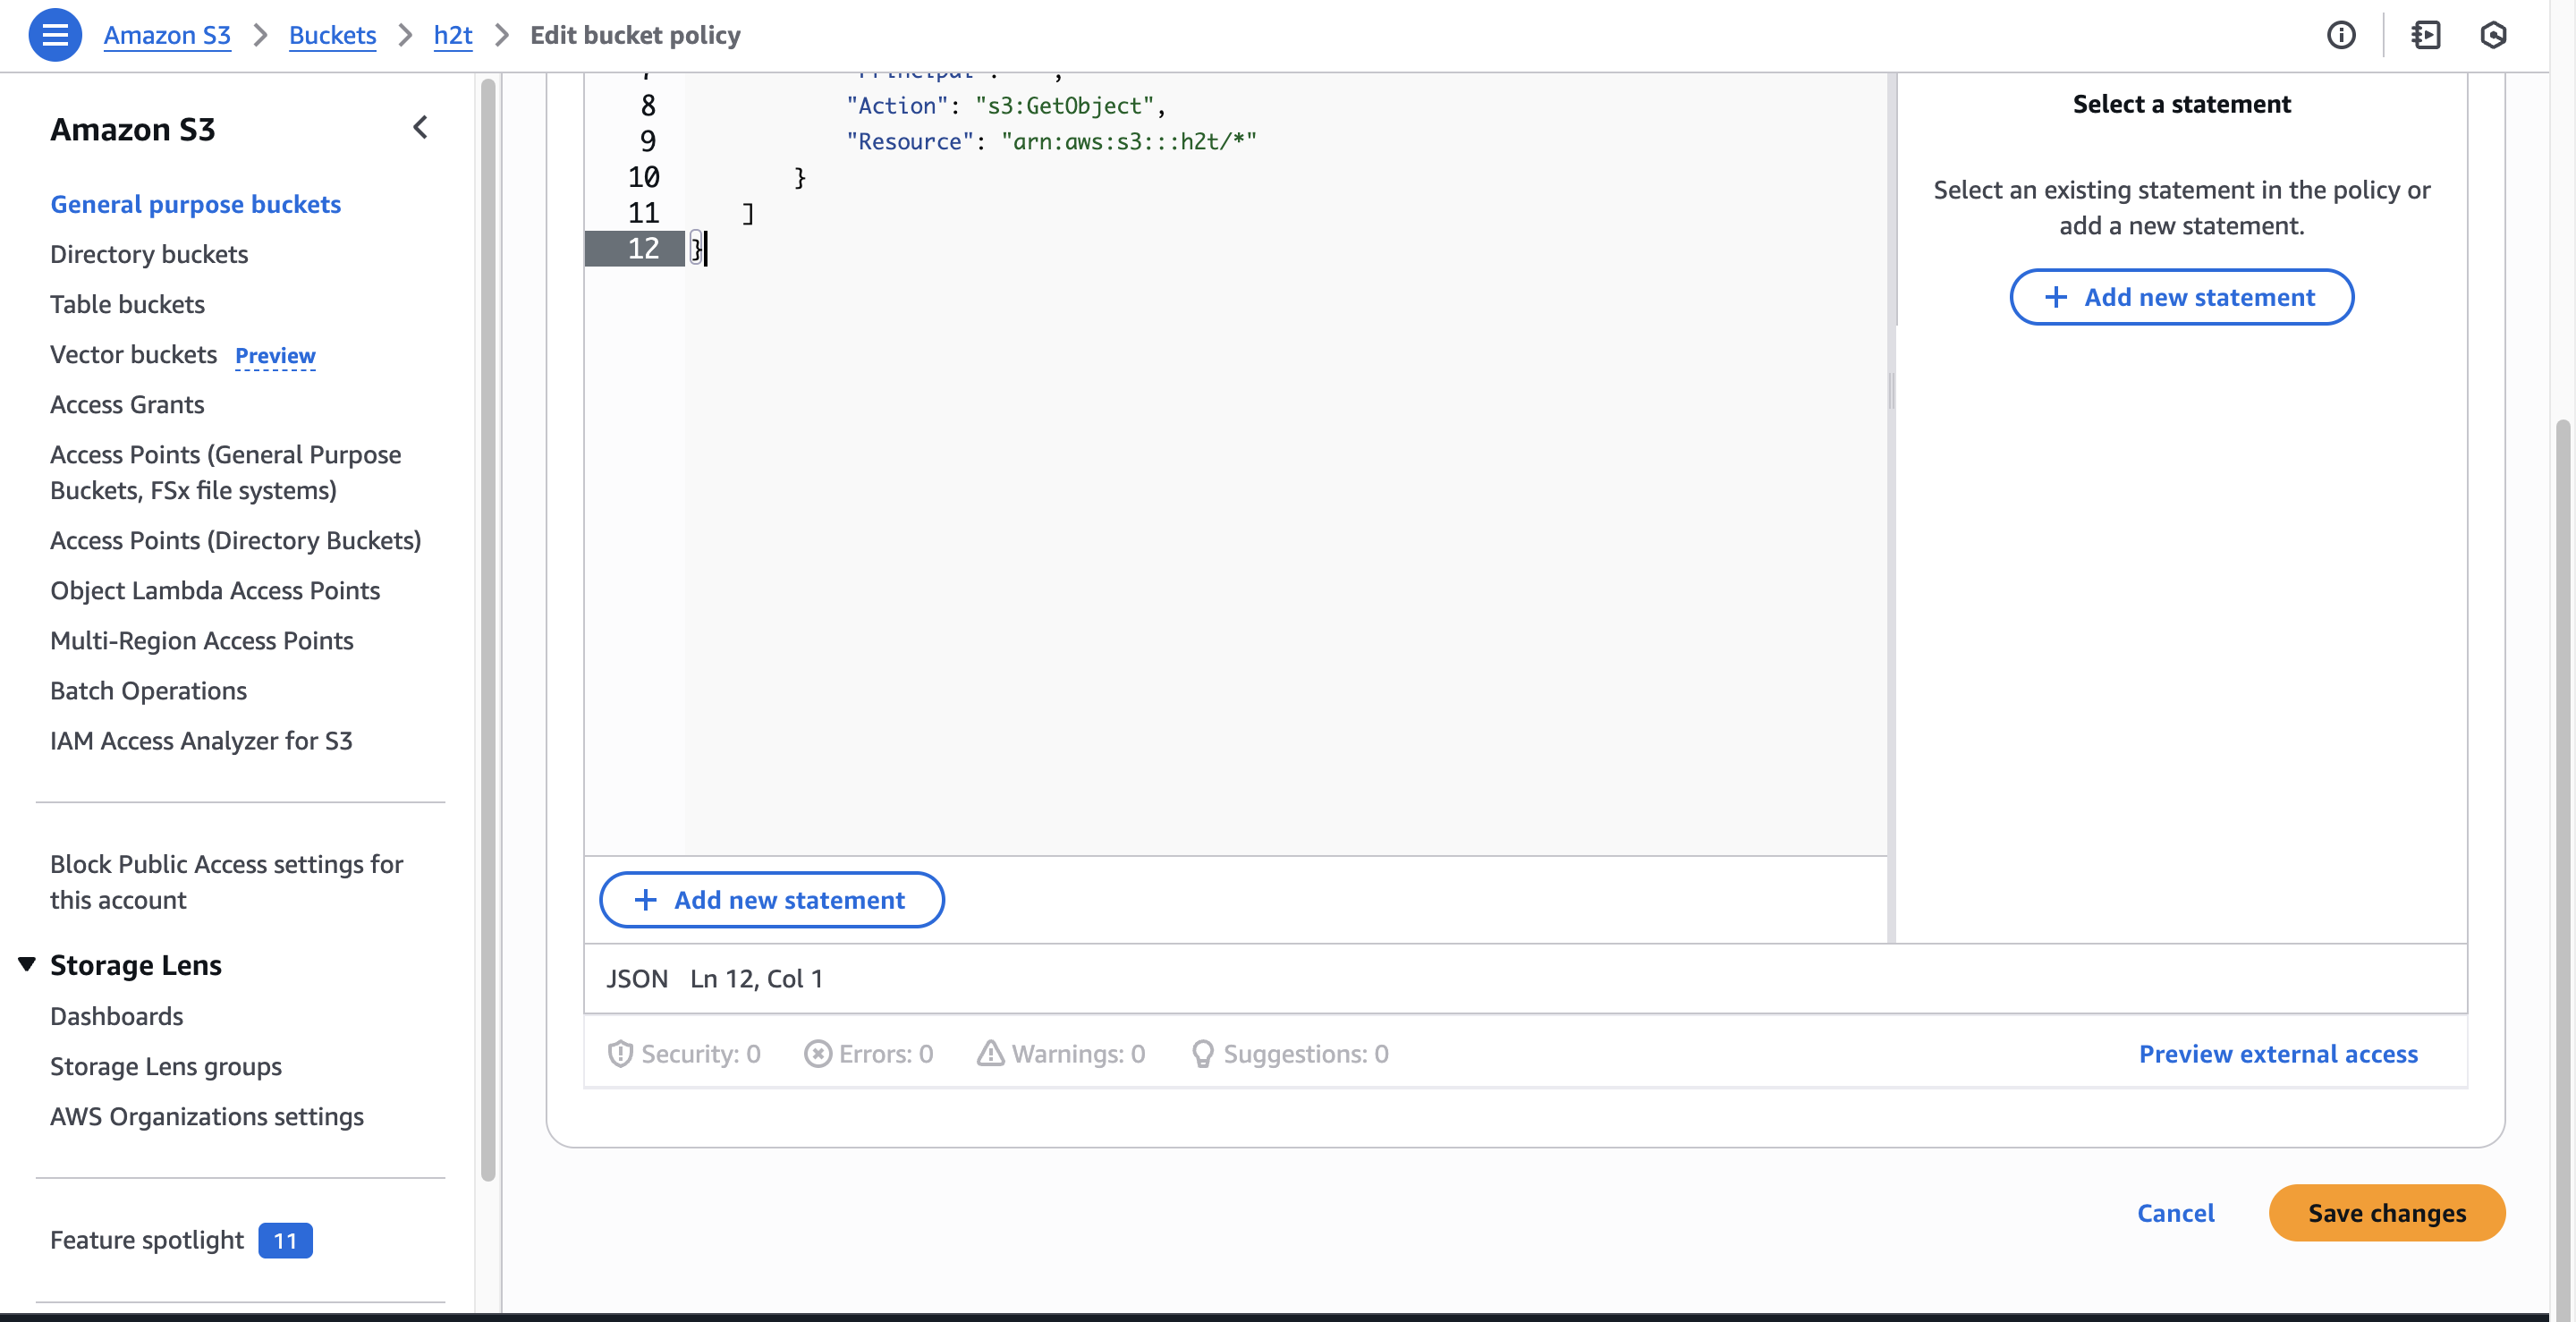 Amazon S3 > Buckets > h2t > Edit bucket policy
Amazon S3
General purpose buckets
Directory buckets
Table buckets
Vector buckets Preview
Access Grants
Access Points (General Purpose
Buckets, FSx file systems)
Access Points (Directory Buckets)
Object Lambda Access Points
Multi-Region Access Points
Batch Operations
IAM Access Analyzer for S3
Block Public Access settings for
this account
Storage Lens
Dashboards
Storage Lens groups
AWS Organizations settings
Feature spotlight 11
8 "Action": "s3:GetObject",
9 "Resource": "arn:aws:s3:::h2t/*"
10 }
11 ]
12 }
+ Add new statement
JSON Ln 12, Col 1
Security: 0 Errors: 0 Warnings: 0 Suggestions: 0
Preview external access
Select a statement
Select an existing statement in the policy or
add a new statement.
+ Add new statement
Cancel
Save changes